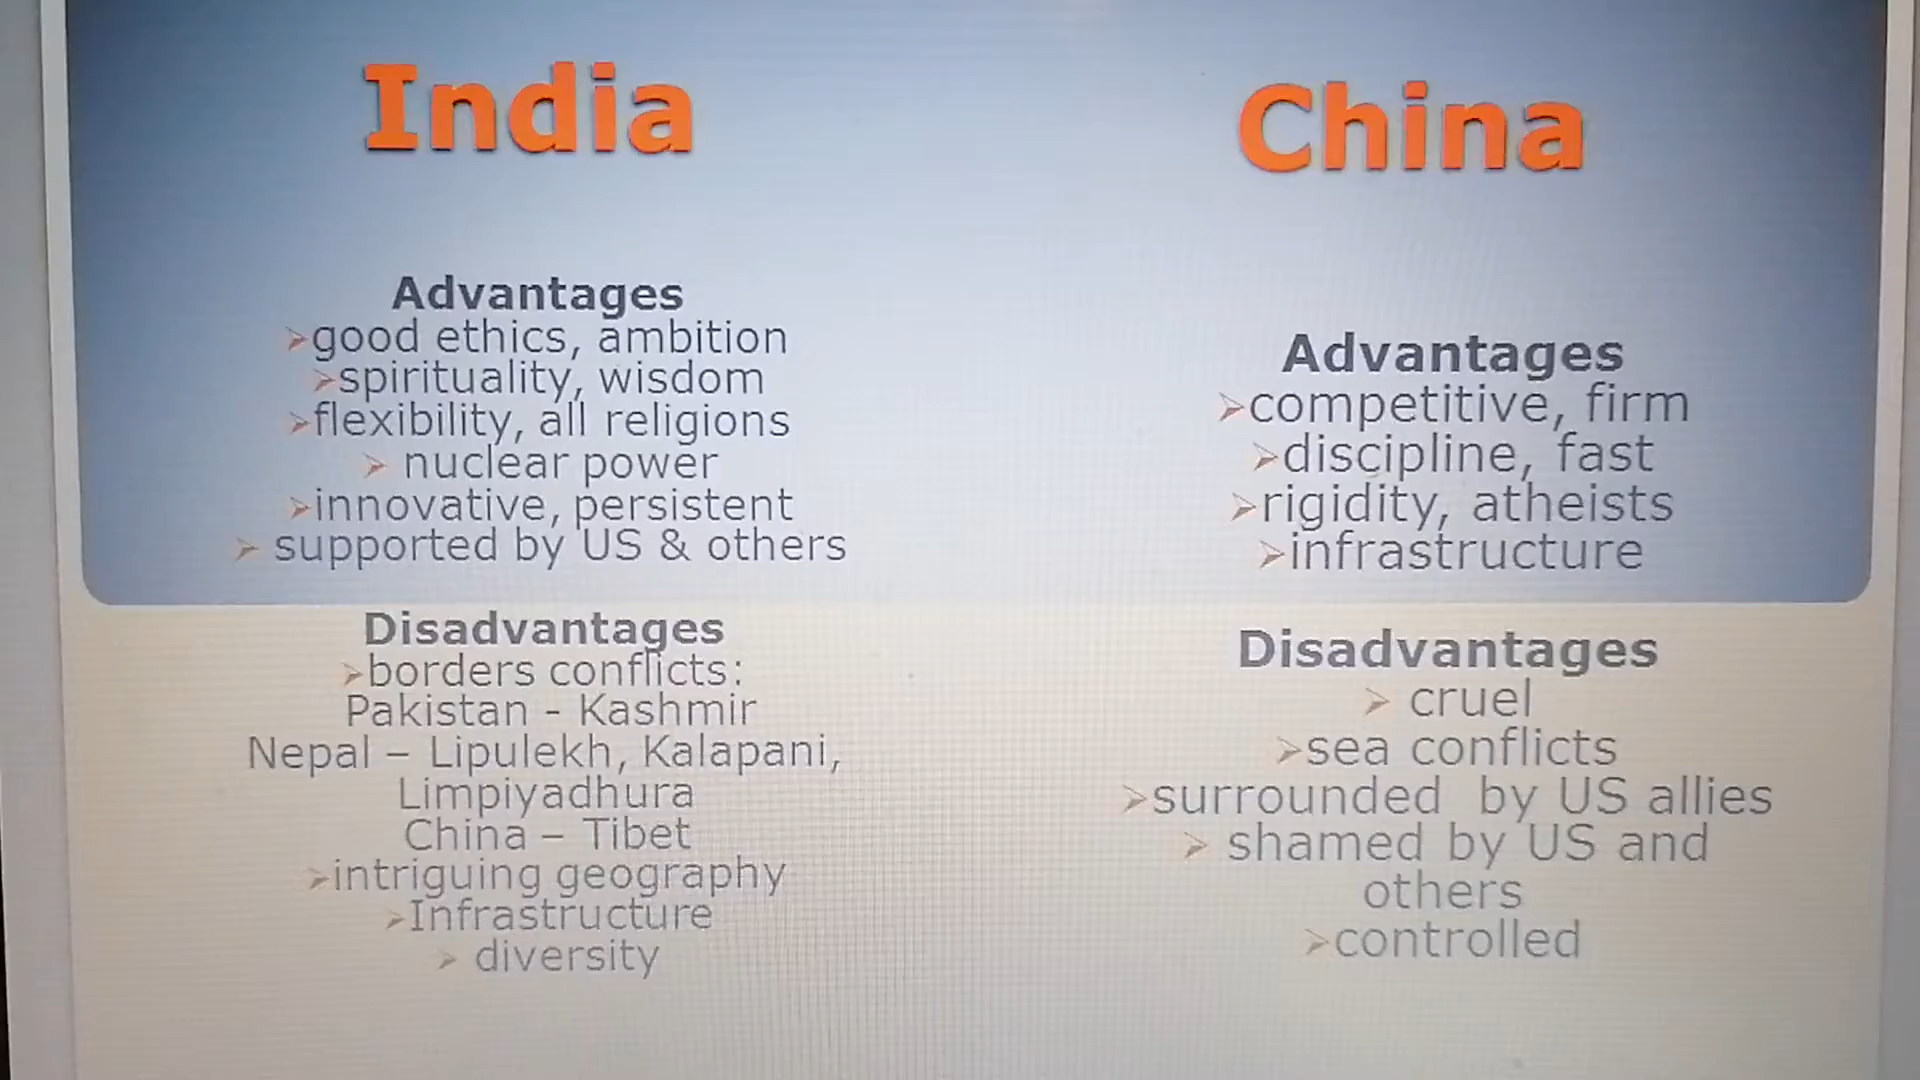 India
Advantages
➢good ethics, ambition
➢spirituality, wisdom
➢flexibility, all religions
➢ nuclear power
➢innovative, persistent
➢ supported by US & others
Disadvantages
➢borders conflicts:
Pakistan - Kashmir
Nepal – Lipulekh, Kalapani,
Limpiyadhura
China – Tibet
➢intriguing geography
➢Infrastructure
➢ diversity
China
Advantages
➢competitive, firm
➢discipline, fast
➢rigidity, atheists
➢infrastructure
Disadvantages
➢ cruel
➢sea conflicts
➢surrounded  by US allies
➢ shamed by US and
others
➢controlled